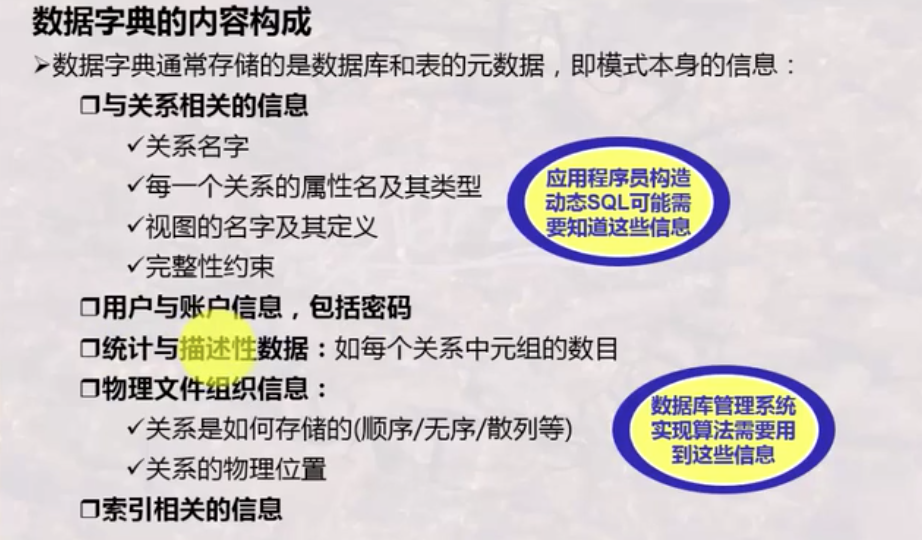 数据字典的内容构成
➢数据字典通常存储的是数据库和表的元数据，即模式本身的信息：
❒与关系相关的信息
✓关系名字
✓每一个关系的属性名及其类型
✓视图的名字及其定义
✓完整性约束
应用程序员构造
动态SQL可能需
要知道这些信息
❒用户与账户信息，包括密码
❒统计与描述性数据：如每个关系中元组的数目
❒物理文件组织信息：
✓关系是如何存储的(顺序/无序/散列等)
✓关系的物理位置
数据库管理系统
实现算法需要用
到这些信息
❒索引相关的信息